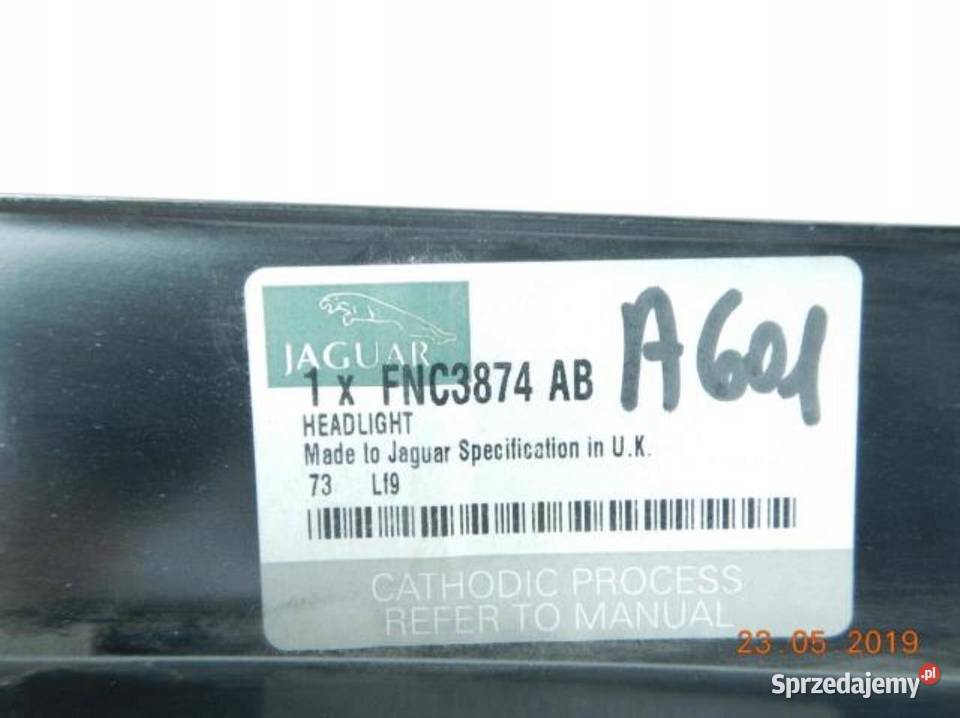 JAGUAR
A601
1 x FNC3874 AB
HEADLIGHT
Made to Jaguar Specification in U.K.
73 Lf9
CATHODIC PROCESS
REFER TO MANUAL
23.05.2019
Sprzedajemy.pl